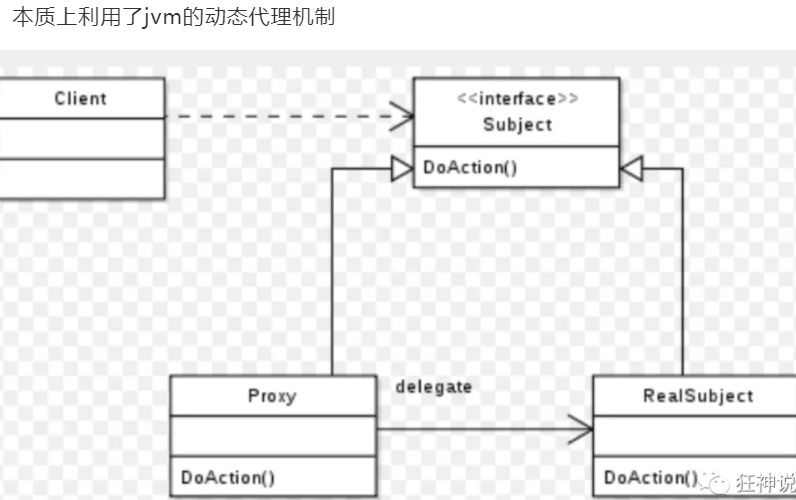 本质上利用了jvm的动态代理机制
Client
<<interface>>
Subject
DoAction()
Proxy
delegate
RealSubject
DoAction()
DoAction()
狂神说